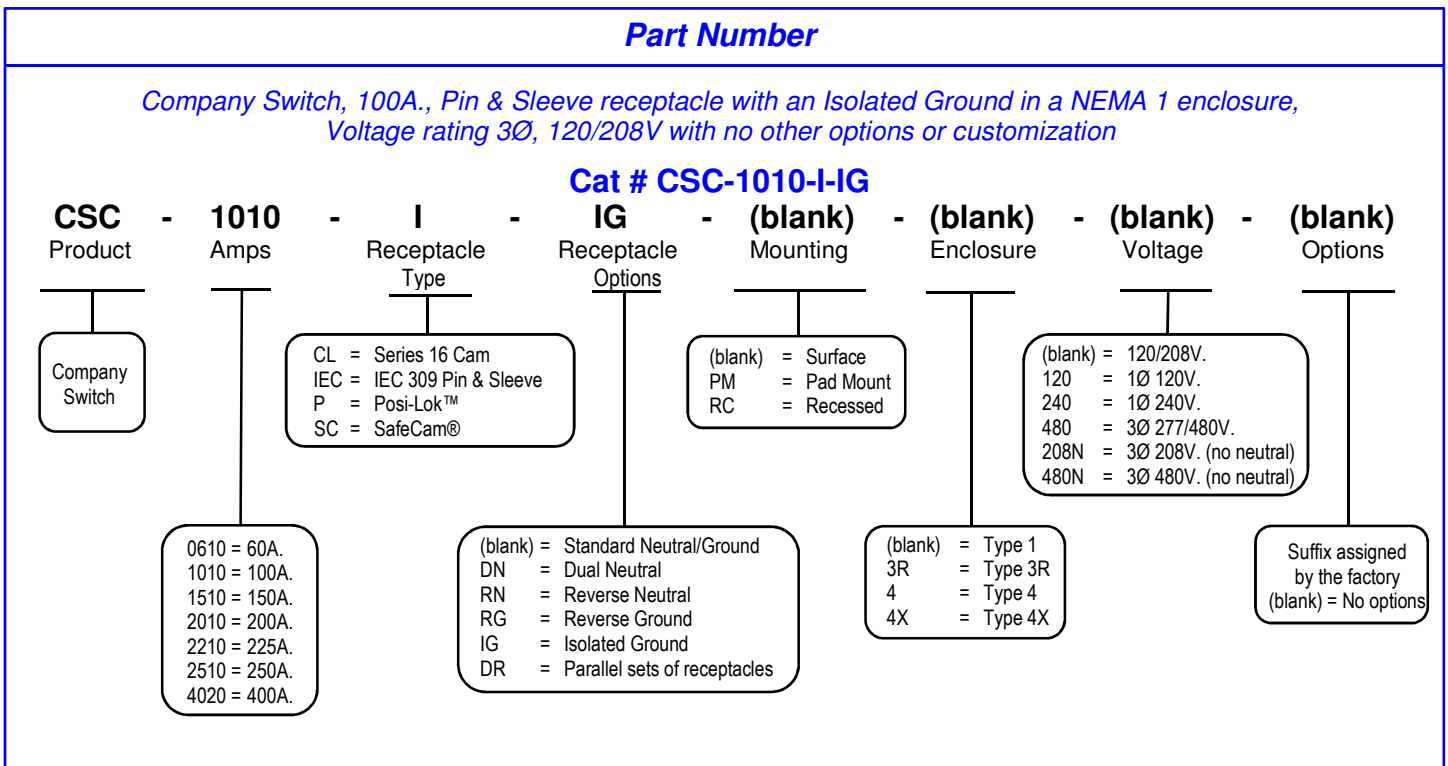 Part Number
Company Switch, 100A., Pin & Sleeve receptacle with an Isolated Ground in a NEMA 1 enclosure,
Voltage rating 3Ø, 120/208V with no other options or customization
Cat # CSC-1010-I-IG
CSC - 1010 - I - IG - (blank) - (blank) - (blank) - (blank)
Product Amps Receptacle Type Receptacle Options Mounting Enclosure Voltage Options
Company
Switch
CL = Series 16 Cam
IEC = IEC 309 Pin & Sleeve
P = Posi-Lok™
SC = SafeCam®
(blank) = Surface
PM = Pad Mount
RC = Recessed
(blank) = 120/208V.
120 = 1Ø 120V.
240 = 1Ø 240V.
480 = 3Ø 277/480V.
208N = 3Ø 208V. (no neutral)
480N = 3Ø 480V. (no neutral)
0610 = 60A.
1010 = 100A.
1510 = 150A.
2010 = 200A.
2210 = 225A.
2510 = 250A.
4020 = 400A.
(blank) = Standard Neutral/Ground
DN = Dual Neutral
RN = Reverse Neutral
RG = Reverse Ground
IG = Isolated Ground
DR = Parallel sets of receptacles
(blank) = Type 1
3R = Type 3R
4 = Type 4
4X = Type 4X
Suffix assigned
by the factory
(blank) = No options